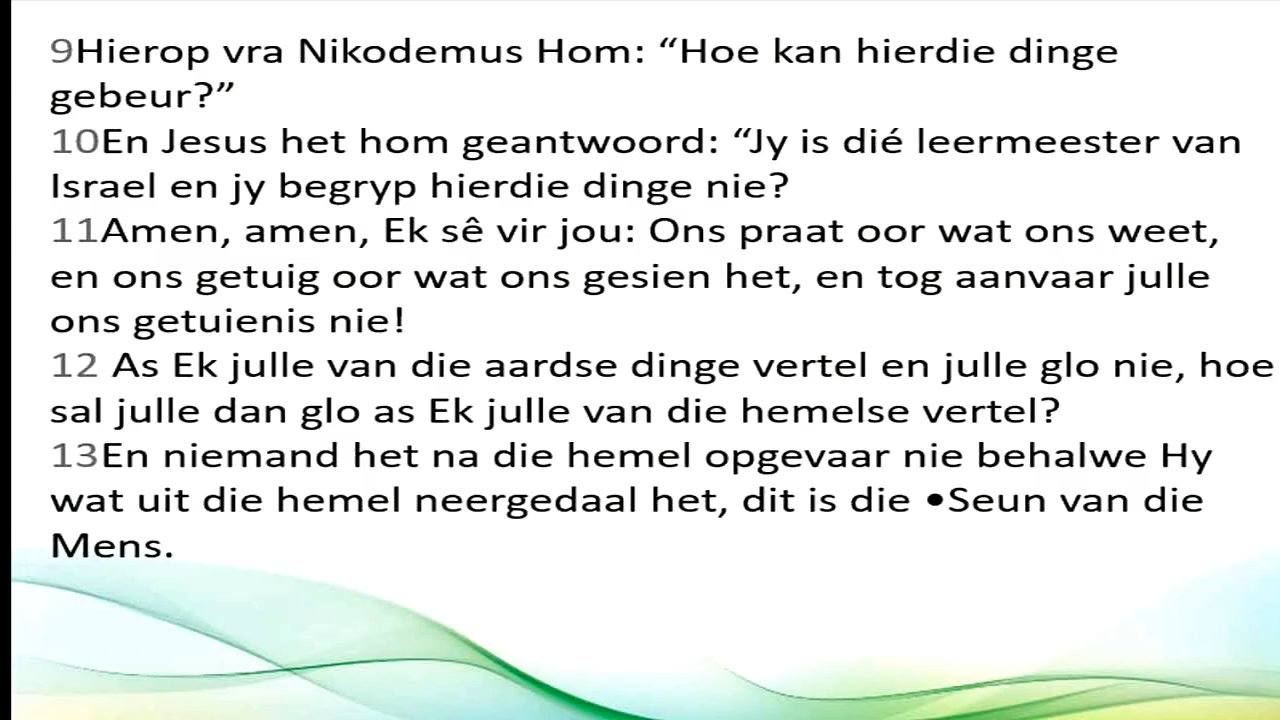 9Hierop vra Nikodemus Hom: “Hoe kan hierdie dinge
gebeur?”
10En Jesus het hom geantwoord: “Jy is dié leermeester van
Israel en jy begryp hierdie dinge nie?
11Amen, amen, Ek sê vir jou: Ons praat oor wat ons weet,
en ons getuig oor wat ons gesien het, en tog aanvaar julle
ons getuienis nie!
12 As Ek julle van die aardse dinge vertel en julle glo nie, hoe
sal julle dan glo as Ek julle van die hemelse vertel?
13En niemand het na die hemel opgevaar nie behalwe Hy
wat uit die hemel neergedaal het, dit is die •Seun van die
Mens.